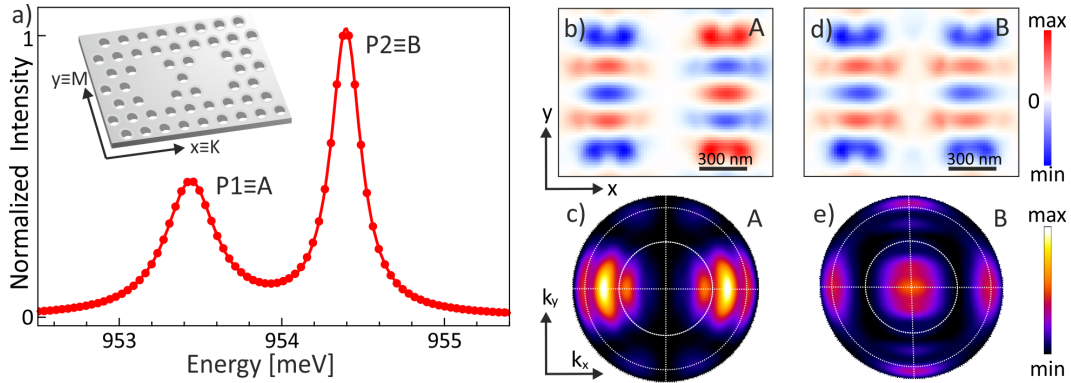 a)
Normalized Intensity
1
0
953
954
955
Energy [meV]
P1≡A
P2≡B
y≡M
x≡K
b)
A
y
x
300 nm
d)
B
300 nm
max
0
min
c)
A
ky
kx
e)
B
max
min